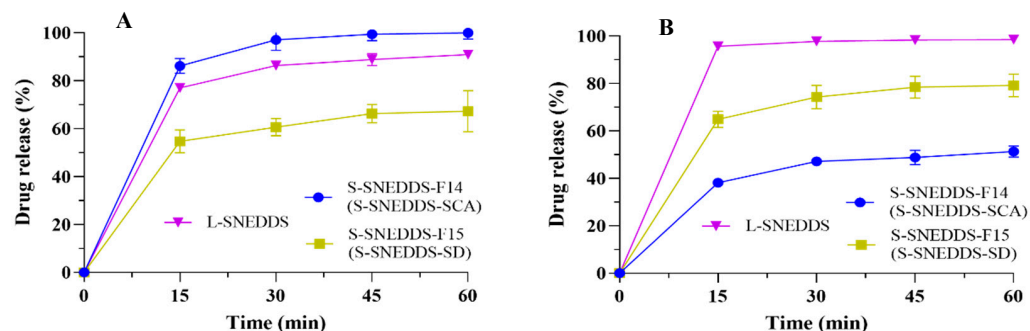 A
Drug release (%)
100
80
60
40
20
0
L-SNEDDS
S-SNEDDS-F14
(S-SNEDDS-SCA)
S-SNEDDS-F15
(S-SNEDDS-SD)
0 15 30 45 60
Time (min)
B
Drug release (%)
100
80
60
40
20
0
L-SNEDDS
S-SNEDDS-F14
(S-SNEDDS-SCA)
S-SNEDDS-F15
(S-SNEDDS-SD)
0 15 30 45 60
Time (min)